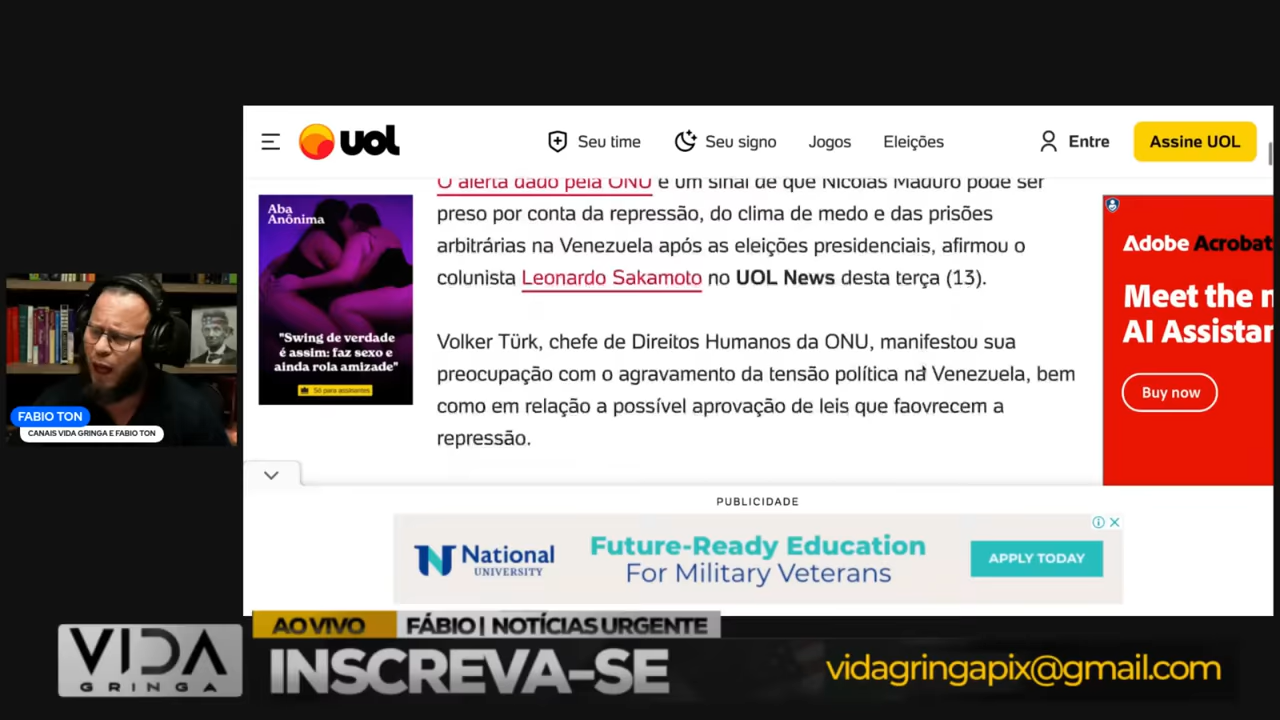 uol
Seu time
Seu signo
Jogos
Eleições
Entre
Assine UOL
Aba
Anônima
"Swing de verdade
é assim: faz sexo e
ainda rola amizade"
Só para assinantes
O alerta dado pela ONU é um sinal de que Nicolás Maduro pode ser
preso por conta da repressão, do clima de medo e das prisões
arbitrárias na Venezuela após as eleições presidenciais, afirmou o
colunista Leonardo Sakamoto no UOL News desta terça (13).
Volker Türk, chefe de Direitos Humanos da ONU, manifestou sua
preocupação com o agravamento da tensão política na Venezuela, bem
como em relação a possível aprovação de leis que faovrecem a
repressão.
Adobe Acrobat
Meet the n
AI Assistan
Buy now
FABIO TON
CANAIS VIDA GRINGA E FABIO TON
PUBLICIDADE
National
UNIVERSITY
Future-Ready Education
For Military Veterans
APPLY TODAY
VIDA
GRINGA
AO VIVO
FÁBIO | NOTÍCIAS URGENTE
INSCREVA-SE
vidagringapix@gmail.com